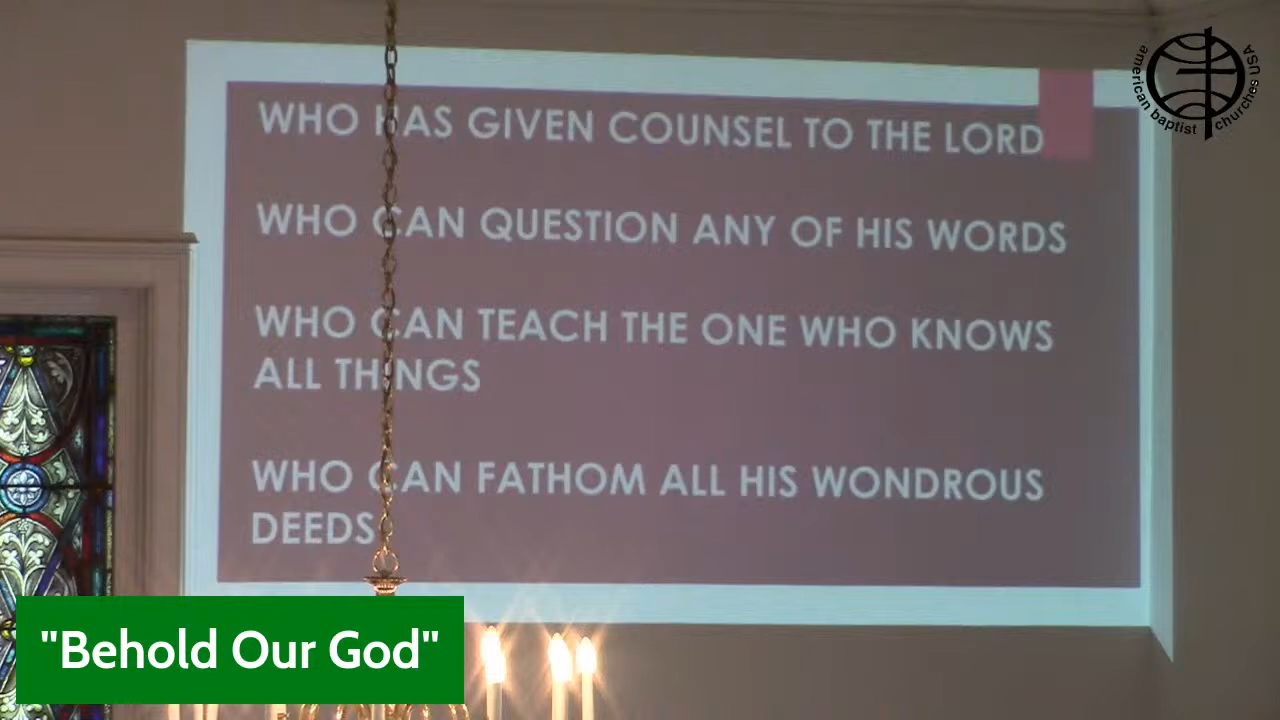 WHO HAS GIVEN COUNSEL TO THE LORD
WHO CAN QUESTION ANY OF HIS WORDS
WHO CAN TEACH THE ONE WHO KNOWS
ALL THINGS
WHO CAN FATHOM ALL HIS WONDROUS
DEEDS
"Behold Our God"
american baptist churches USA